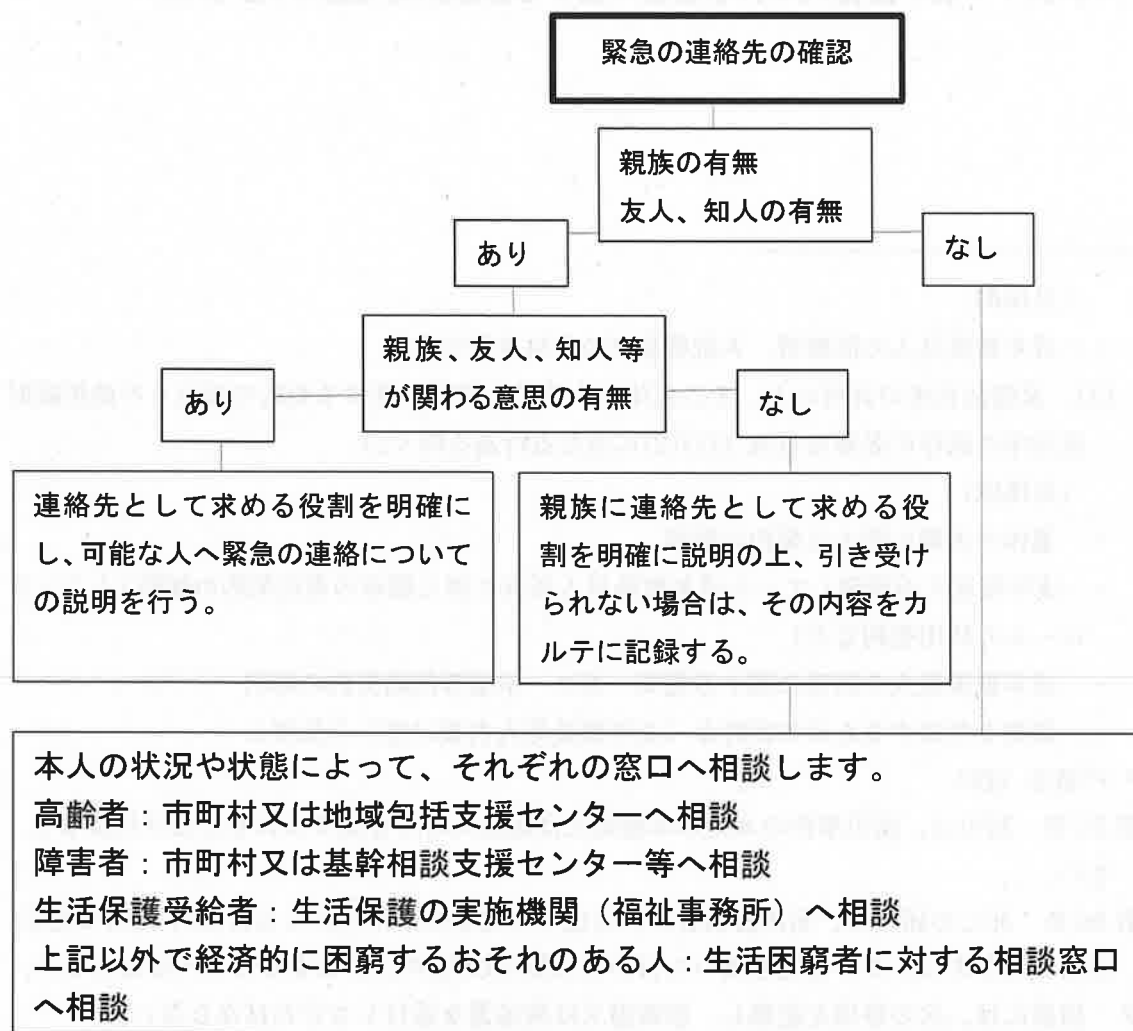 緊急の連絡先の確認
親族の有無
友人、知人の有無
あり
なし
親族、友人、知人等
が関わる意思の有無
あり
なし
連絡先として求める役割を明確に
し、可能な人へ緊急の連絡につい
ての説明を行う。
親族に連絡先として求める役
割を明確に説明の上、引き受け
られない場合は、その内容をカ
ルテに記録する。
本人の状況や状態によって、それぞれの窓口へ相談します。
高齢者：市町村又は地域包括支援センターへ相談
障害者：市町村又は基幹相談支援センター等へ相談
生活保護受給者：生活保護の実施機関（福祉事務所）へ相談
上記以外で経済的に困窮するおそれのある人：生活困窮者に対する相談窓口
へ相談